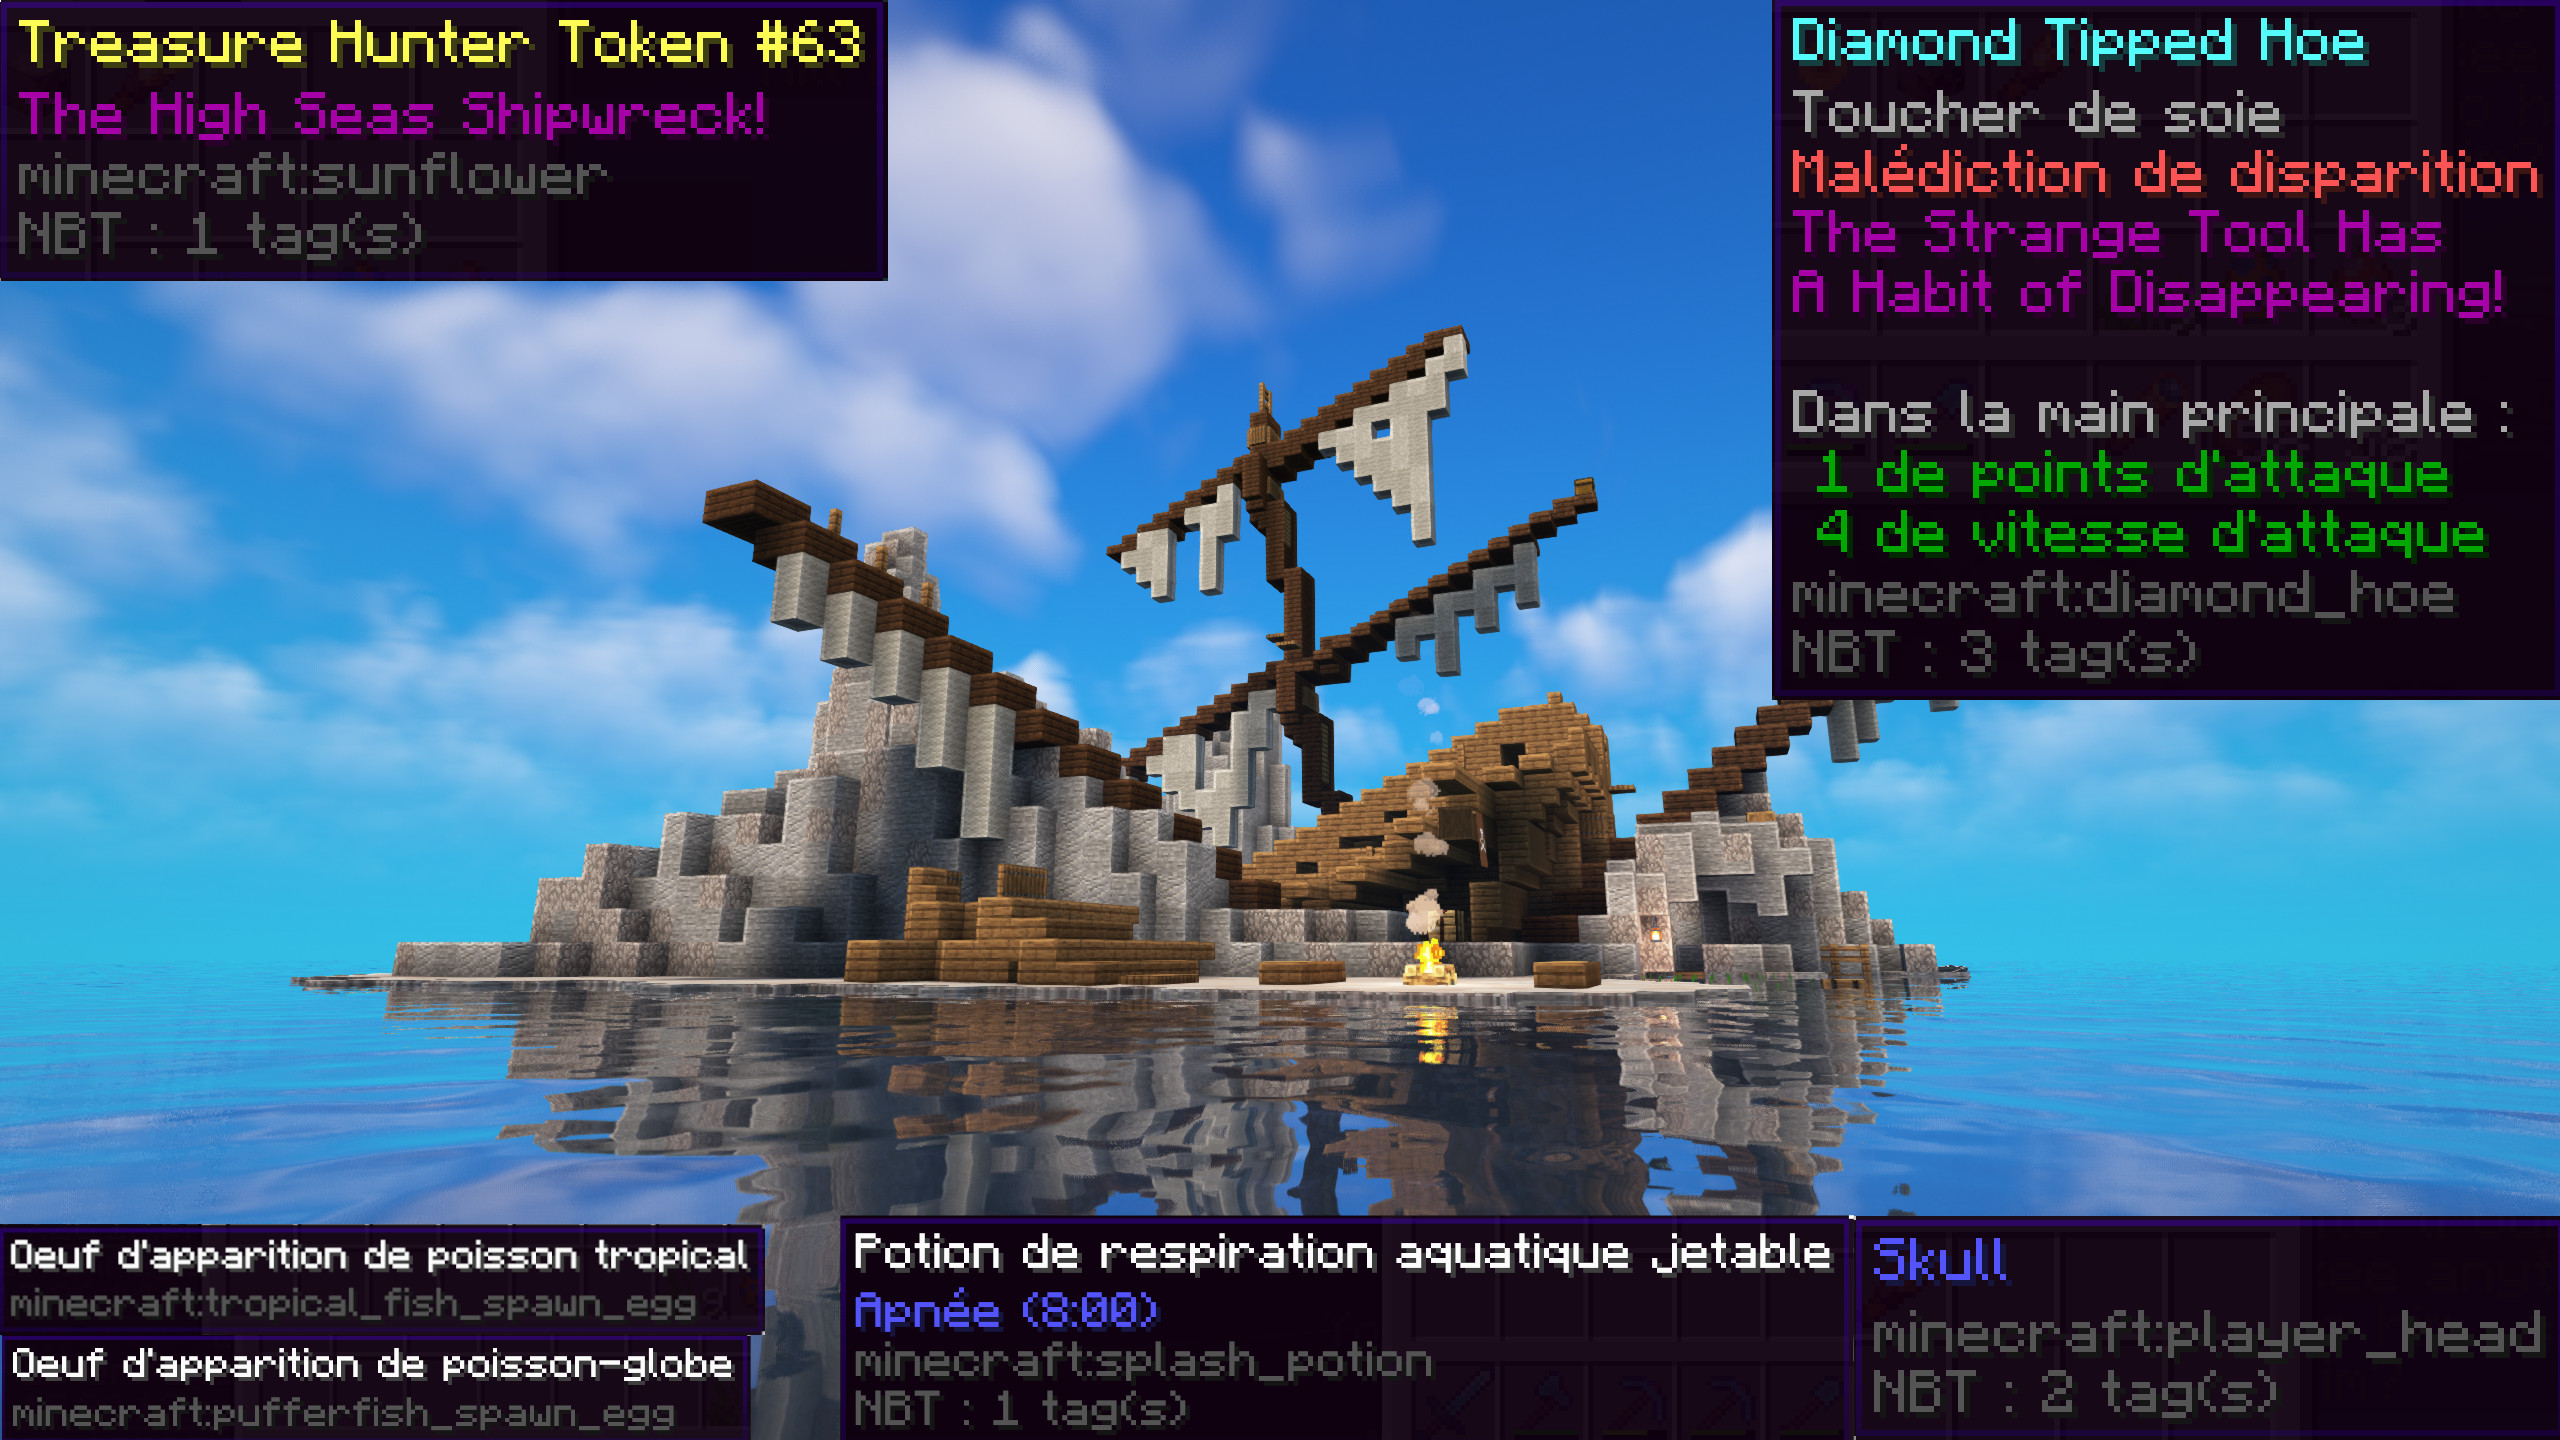 Treasure Hunter Token #63
The High Seas Shipwreck!
minecraft:sunflower
NBT : 1 tag(s)
Diamond Tipped Hoe
Toucher de soie
Malédiction de disparition
The Strange Tool Has
A Habit of Disappearing!
Dans la main principale :
1 de points d'attaque
4 de vitesse d'attaque
minecraft:diamond_hoe
NBT : 3 tag(s)
Oeuf d'apparition de poisson tropical
minecraft:tropical_fish_spawn_egg
Oeuf d'apparition de poisson-globe
minecraft:pufferfish_spawn_egg
Potion de respiration aquatique jetable
Apnée (8:00)
minecraft:splash_potion
NBT : 1 tag(s)
Skull
minecraft:player_head
NBT : 2 tag(s)